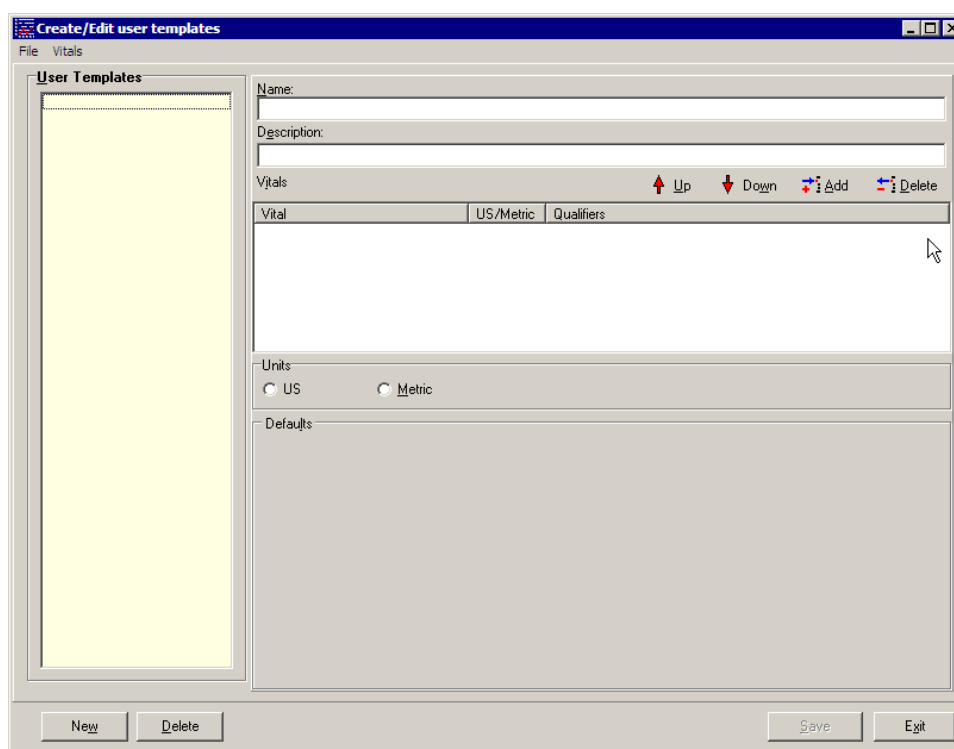 Create/Edit user templates
File Vitals
User Templates
Name:
Description:
Vitals Up Down Add Delete
Vital US/Metric Qualifiers
Units
US Metric
Defaults
New Delete Save Exit